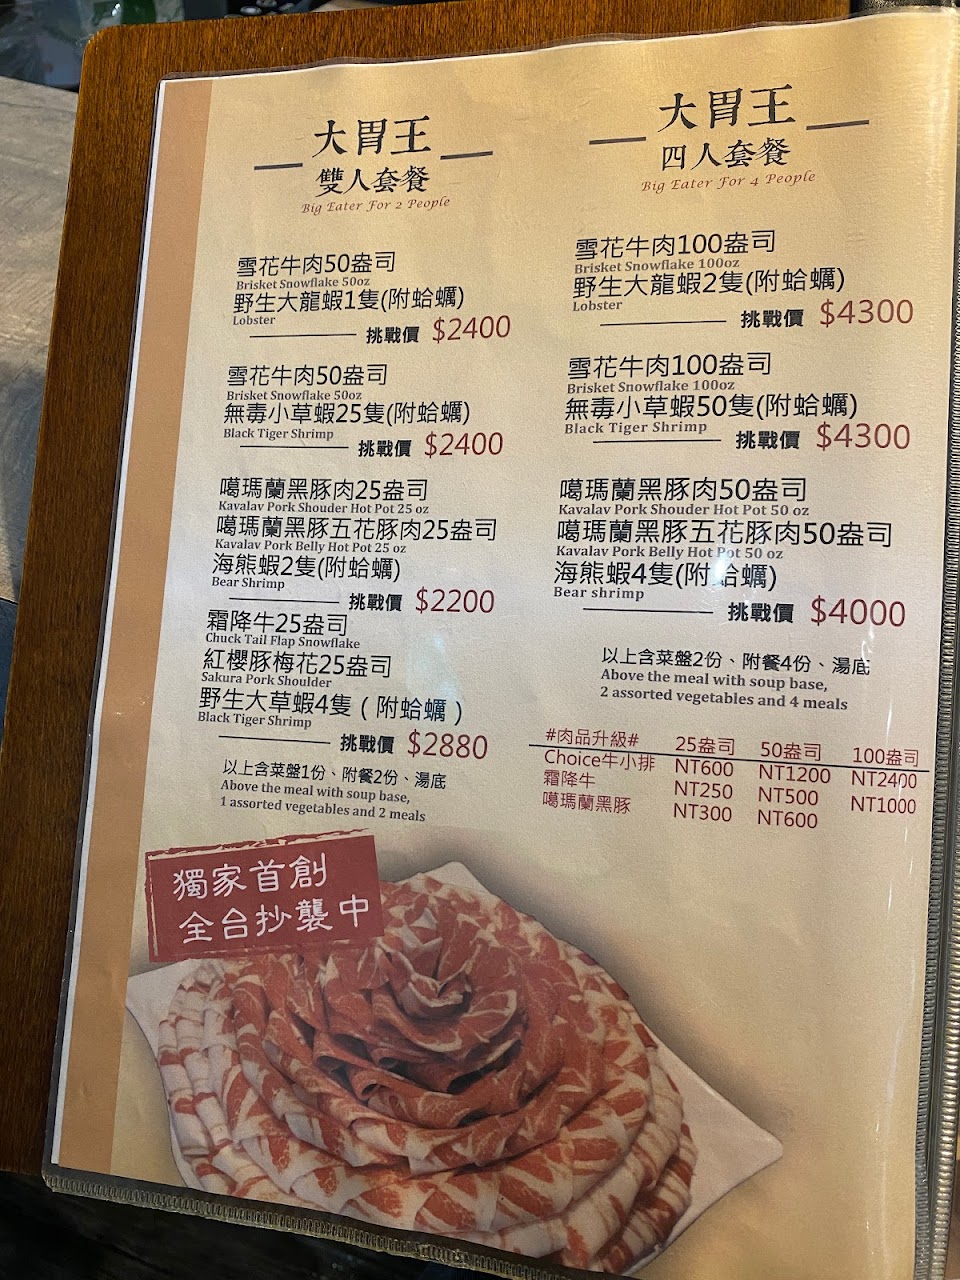 大胃王
雙人套餐
Big Eater For 2 People
雪花牛肉50盎司
Brisket Snowflake 50oz
野生大龍蝦1隻(附蛤蠣)
Lobster
挑戰價 $2400
雪花牛肉50盎司
Brisket Snowflake 50oz
無毒小草蝦25隻(附蛤蠣)
Black Tiger Shrimp
挑戰價 $2400
噶瑪蘭黑豚肉25盎司
Kavalav Pork Shouder Hot Pot 25 oz
噶瑪蘭黑豚五花豚肉25盎司
Kavalav Pork Belly Hot Pot 25 oz
海熊蝦2隻(附蛤蠣)
Bear Shrimp
挑戰價 $2200
霜降牛25盎司
Chuck Tail Flap Snowflake
紅櫻豚梅花25盎司
Sakura Pork Shoulder
野生大草蝦4隻(附蛤蠣)
Black Tiger Shrimp
挑戰價 $2880
以上含菜盤1份、附餐2份、湯底
Above the meal with soup base,
1 assorted vegetables and 2 meals
大胃王
四人套餐
Big Eater For 4 People
雪花牛肉100盎司
Brisket Snowflake 100oz
野生大龍蝦2隻(附蛤蠣)
Lobster
挑戰價 $4300
雪花牛肉100盎司
Brisket Snowflake 100oz
無毒小草蝦50隻(附蛤蠣)
Black Tiger Shrimp
挑戰價 $4300
噶瑪蘭黑豚肉50盎司
Kavalav Pork Shouder Hot Pot 50 oz
噶瑪蘭黑豚五花豚肉50盎司
Kavalav Pork Belly Hot Pot 50 oz
海熊蝦4隻(附蛤蠣)
Bear shrimp
挑戰價 $4000
以上含菜盤2份、附餐4份、湯底
Above the meal with soup base,
2 assorted vegetables and 4 meals
#肉品升級# 25盎司 50盎司 100盎司
Choice牛小排 NT600 NT1200 NT2400
霜降牛 NT250 NT500 NT1000
噶瑪蘭黑豚 NT300 NT600
獨家首創
全台抄襲中